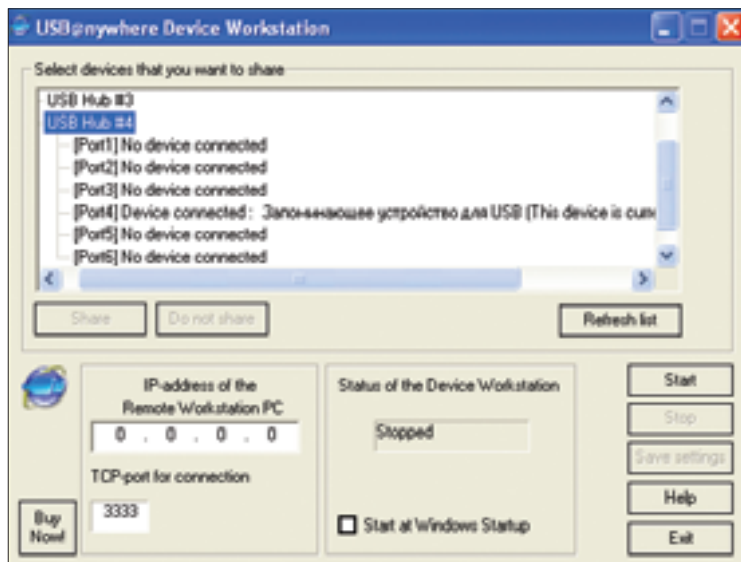 USB@nywhere Device Workstation
Select devices that you want to share
USB Hub #3
USB Hub #4
[Port1] No device connected
[Port2] No device connected
[Port3] No device connected
[Port4] Device connected : Запоминающее устройство для USB (This device is curre
[Port5] No device connected
[Port6] No device connected
Share Do not share Refresh list
IP-address of the
Remote Workstation PC
0 . 0 . 0 . 0
TCP-port for connection
3333
Buy
Now!
Status of the Device Workstation
Stopped
Start at Windows Startup
Start
Stop
Save settings
Help
Exit